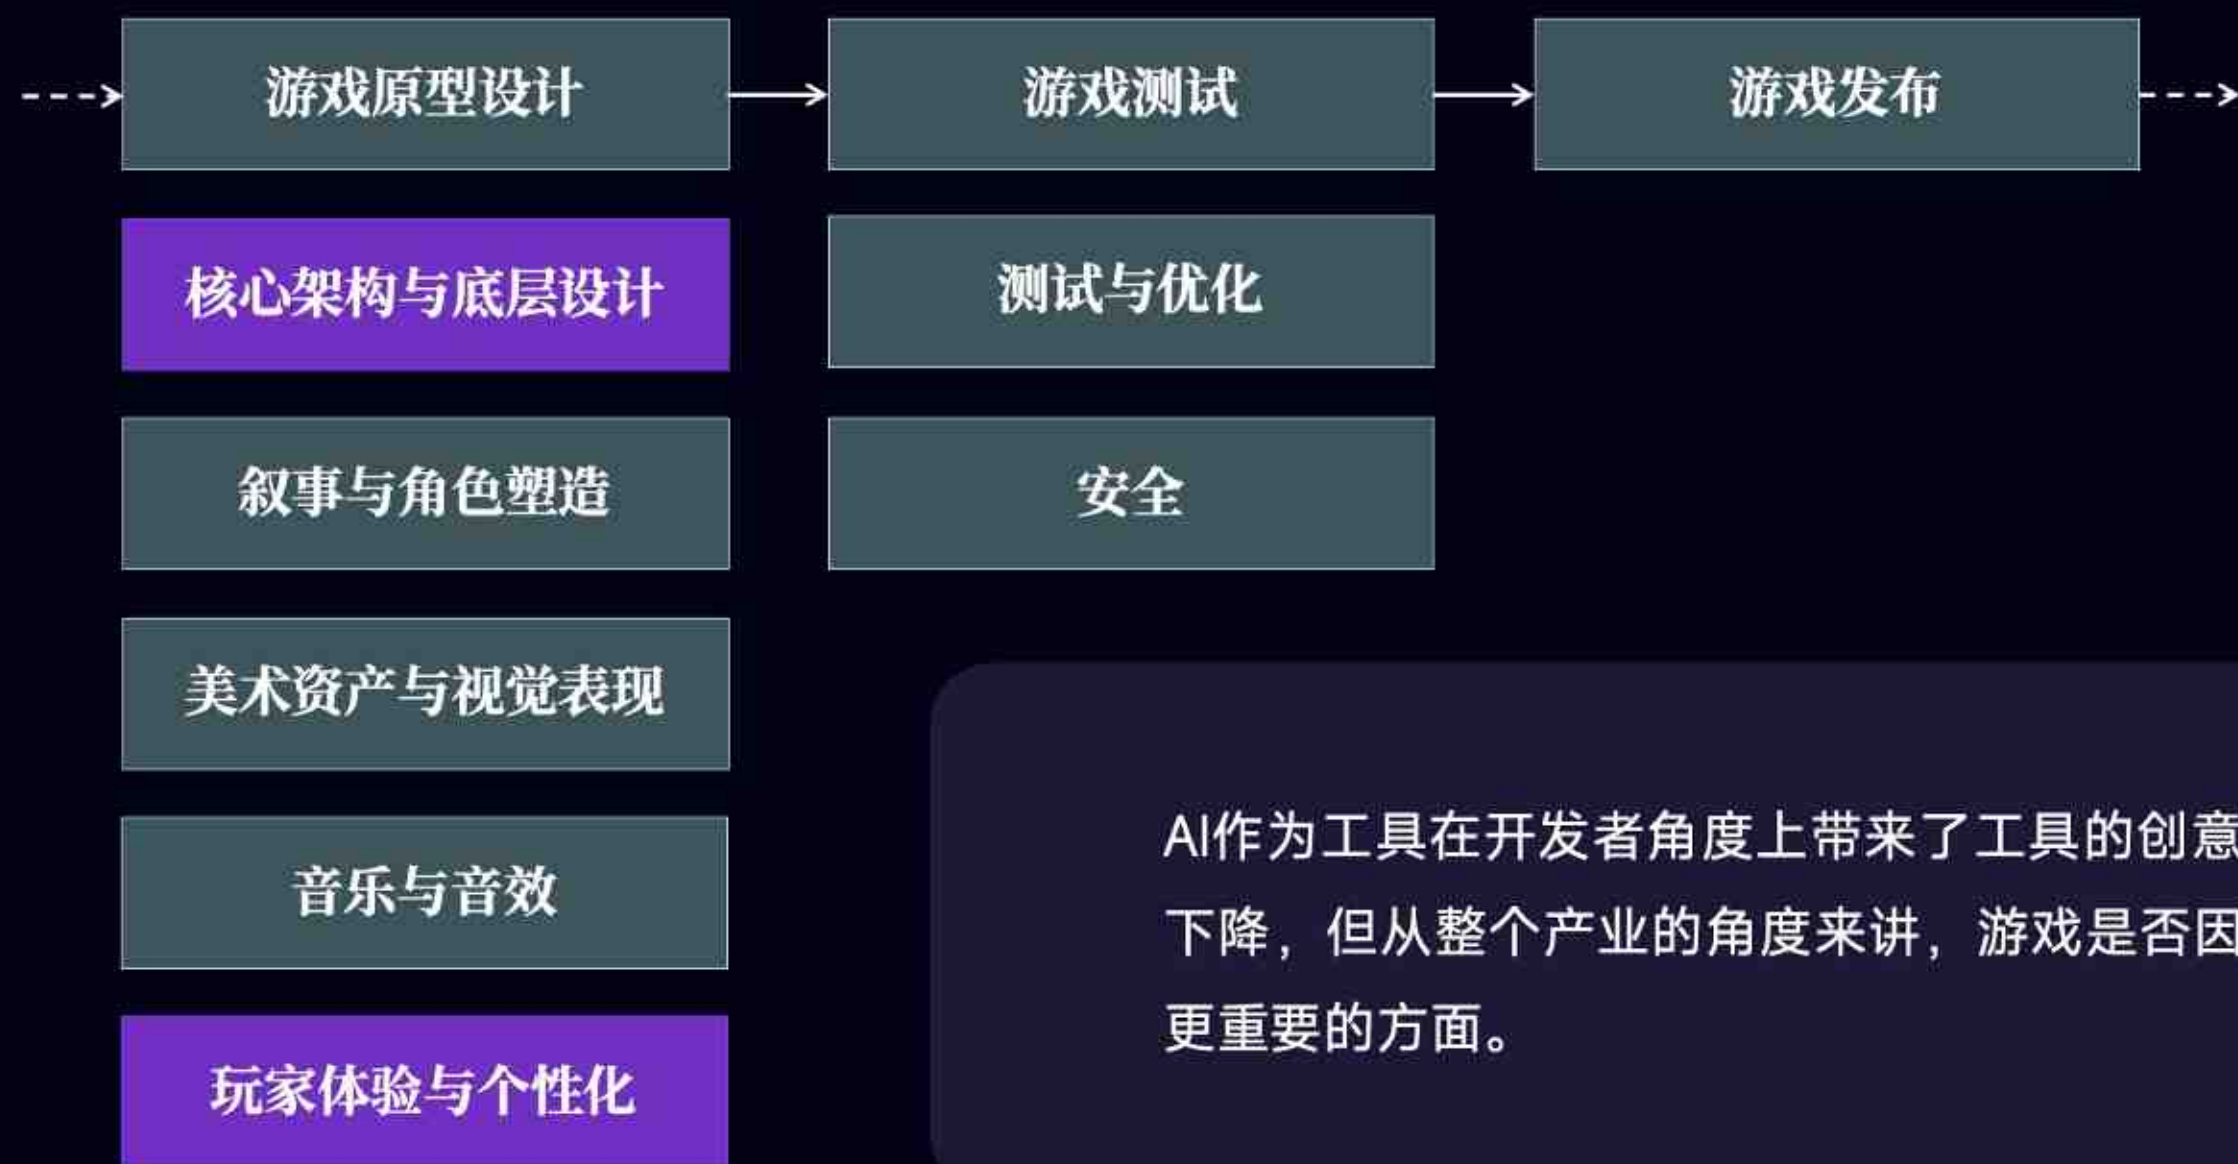 游戏原型设计
游戏测试
游戏发布
核心架构与底层设计
测试与优化
叙事与角色塑造
安全
美术资产与视觉表现
音乐与音效
玩家体验与个性化
AI作为工具在开发者角度上带来了工具的创意
下降，但从整个产业的角度来讲，游戏是否因
更重要的方面。